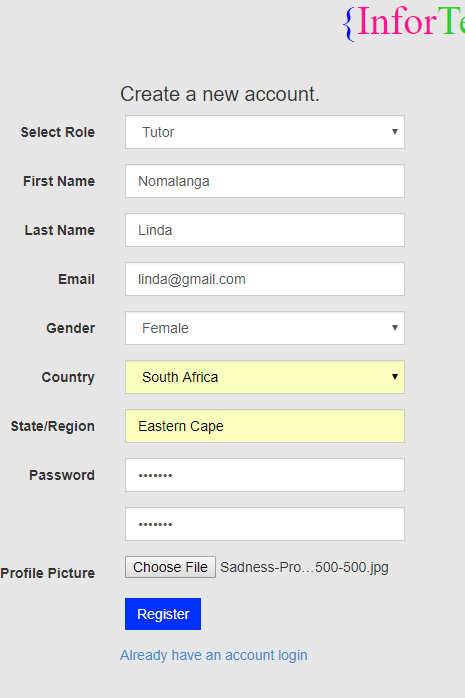 {InforTe
Create a new account.
Select Role Tutor
First Name Nomalanga
Last Name Linda
Email linda@gmail.com
Gender Female
Country South Africa
State/Region Eastern Cape
Password •••••••
•••••••
Profile Picture Choose File Sadness-Pro…500-500.jpg
Register
Already have an account login